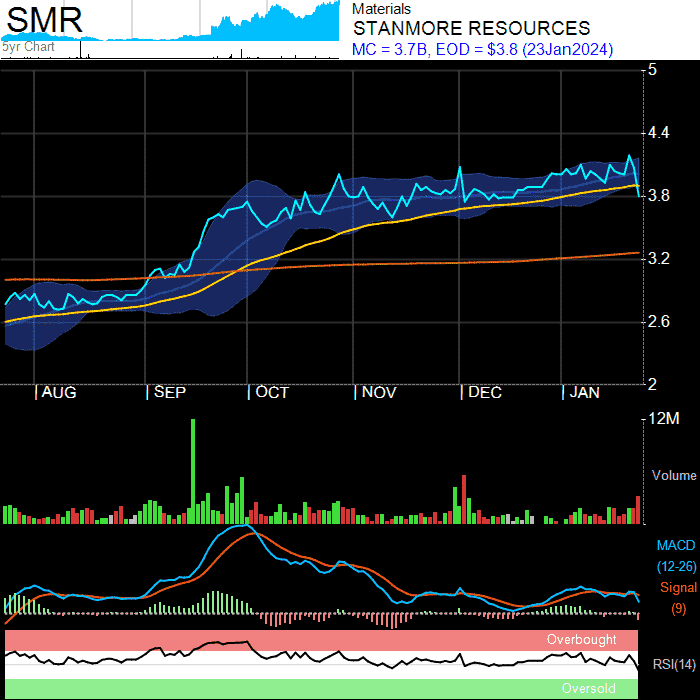 SMR
5yr Chart
Materials
STANMORE RESOURCES
MC = 3.7B, EOD = $3.8 (23Jan2024)
5
4.4
3.8
3.2
2.6
2
AUG SEP OCT NOV DEC JAN
12M
Volume
MACD
(12-26)
Signal
(9)
Overbought
RSI(14)
Oversold